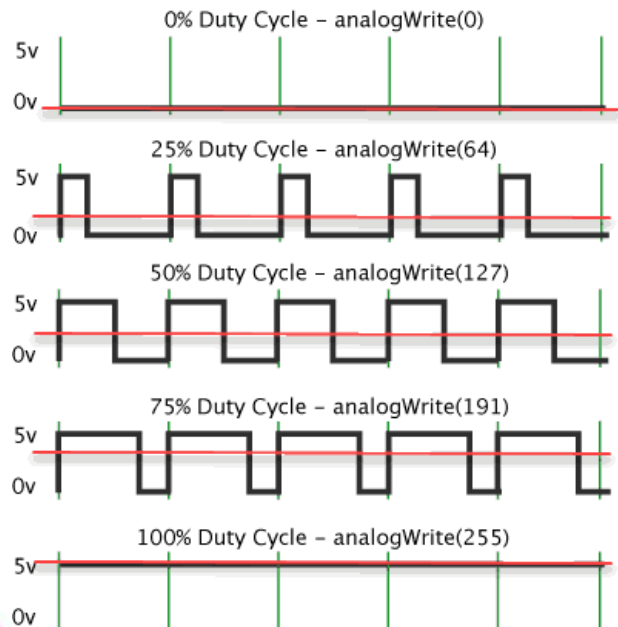 0% Duty Cycle – analogWrite(0)
5v
0v
25% Duty Cycle – analogWrite(64)
5v
0v
50% Duty Cycle – analogWrite(127)
5v
0v
75% Duty Cycle – analogWrite(191)
5v
0v
100% Duty Cycle – analogWrite(255)
5v
0v